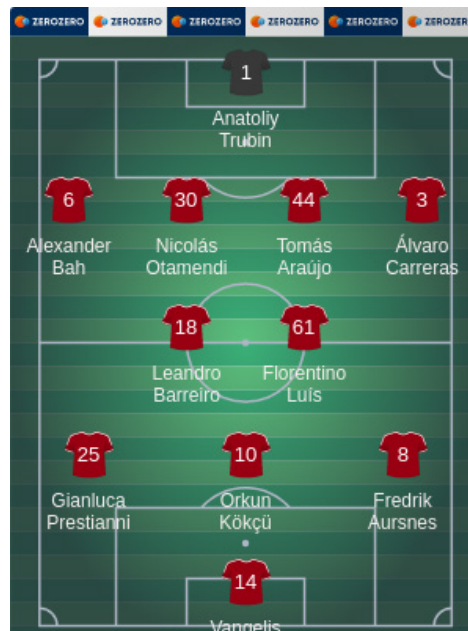 ZEROZERO ZEROZERO ZEROZERO ZEROZERO ZEROZERO ZEROZER
1
Anatoliy
Trubin
6 30 44 3
Alexander Nicolás Tomás Álvaro
Bah Otamendi Araújo Carreras
18 61
Leandro Florentino
Barreiro Luís
25 10 8
Gianluca Orkun Fredrik
Prestianni Kökçü Aursnes
14
Vangelis